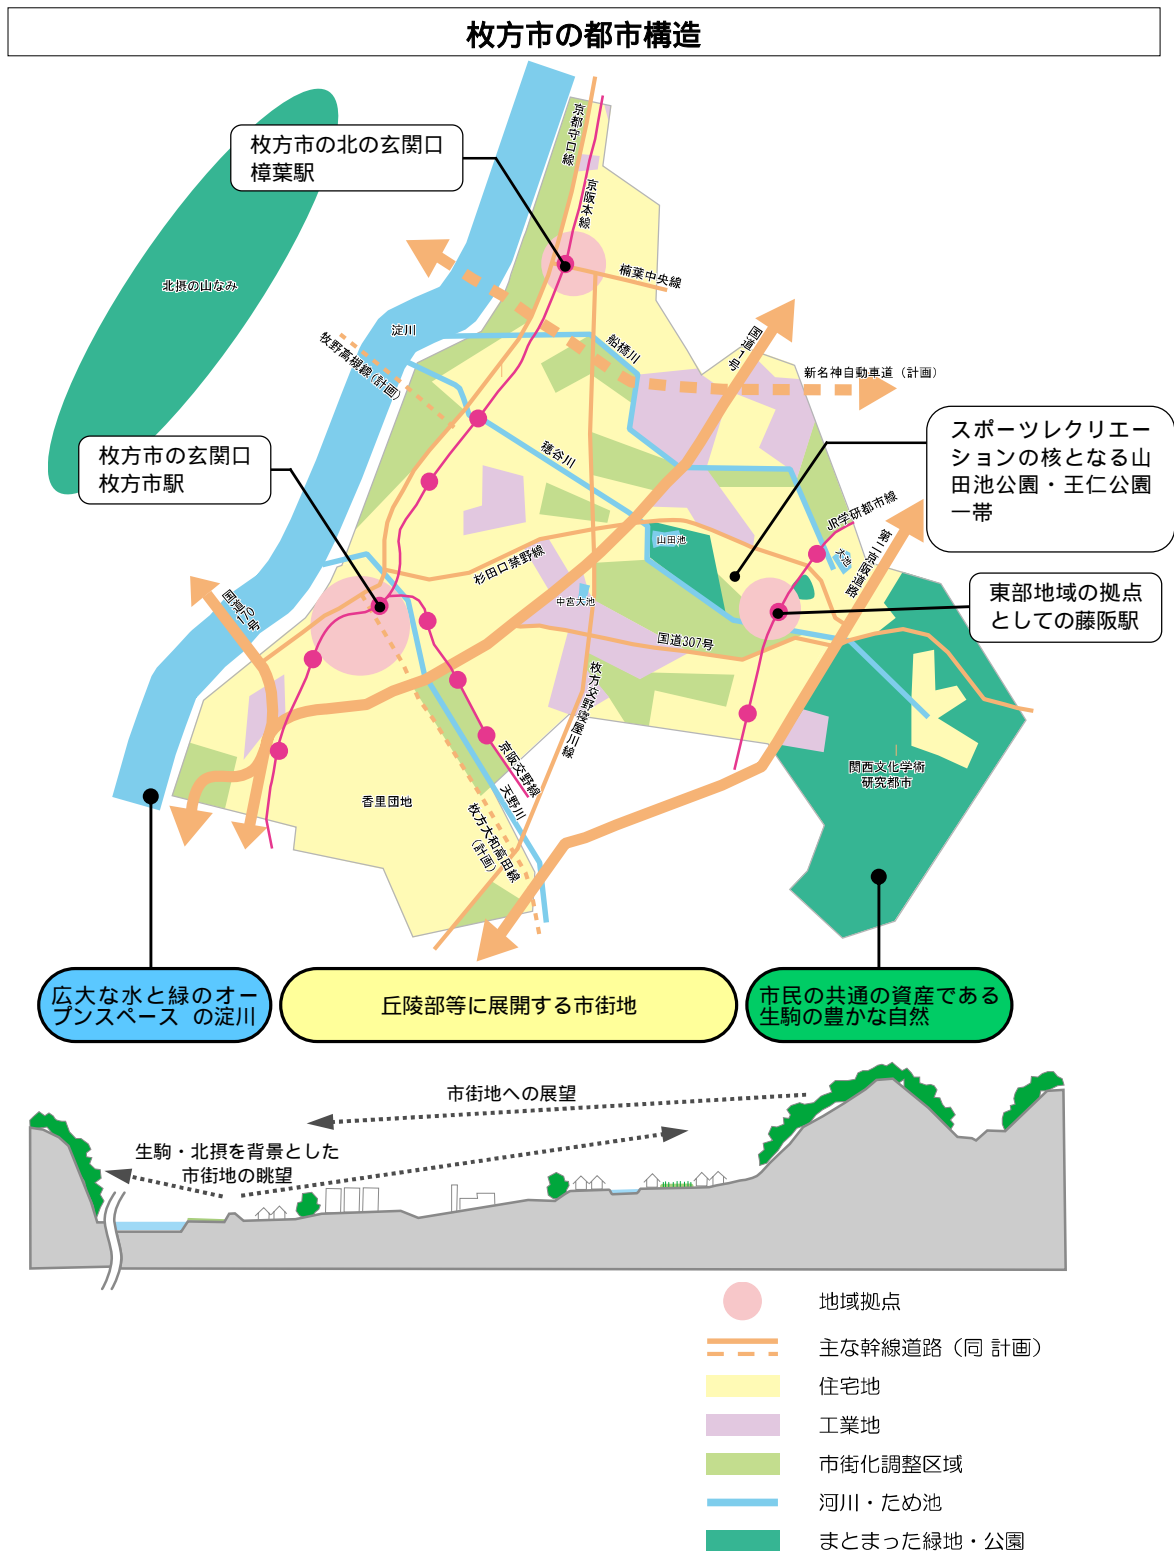 枚方市の都市構造
京都守口線
枚方市の北の玄関口
樟葉駅
京阪本線
楠葉中央線
北摂の山なみ
淀川
船橋川
国道1号
枚野高槻線(計画)
新名神自動車道(計画)
枚方市の玄関口
枚方市駅
穂谷川
スポーツレクリエー
ションの核となる山
田池公園・王仁公園
一帯
JR学研都市線
第二京阪道路
山田池
大池
杉田口禁野線
東部地域の拠点
としての藤阪駅
国道170号
中宮大池
国道307号
枚方交野寝屋川線
京阪交野線
天野川
関西文化学術
研究都市
香里団地
枚方大和高田線
(計画)
広大な水と緑のオー
プンスペース の淀川
丘陵部等に展開する市街地
市民の共通の資産である
生駒の豊かな自然
市街地への展望
生駒・北摂を背景とした
市街地の眺望
地域拠点
主な幹線道路(同 計画)
住宅地
工業地
市街化調整区域
河川・ため池
まとまった緑地・公園